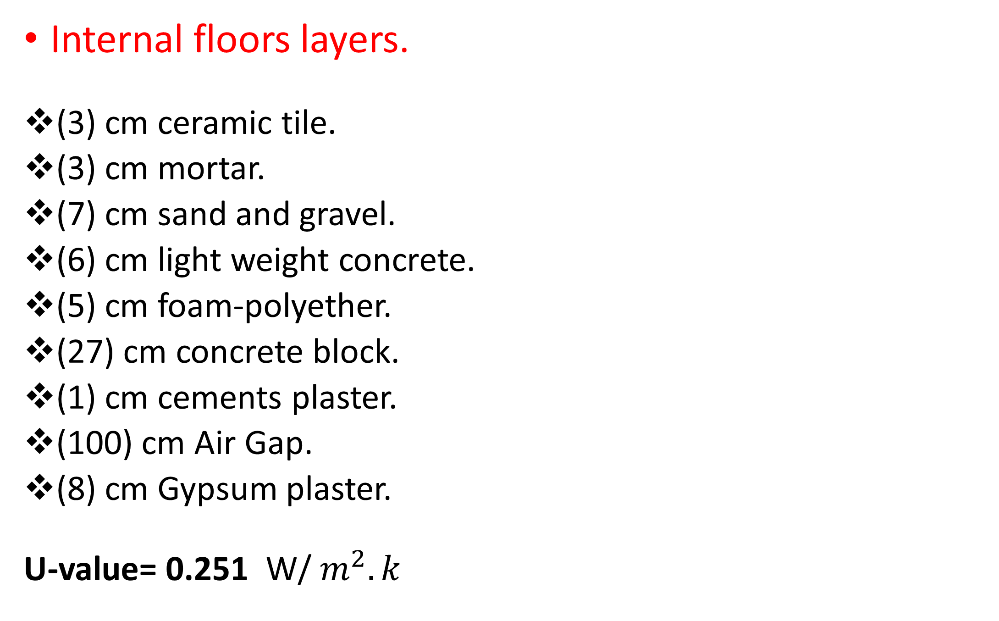 • Internal floors layers.
❖(3) cm ceramic tile.
❖(3) cm mortar.
❖(7) cm sand and gravel.
❖(6) cm light weight concrete.
❖(5) cm foam-polyether.
❖(27) cm concrete block.
❖(1) cm cements plaster.
❖(100) cm Air Gap.
❖(8) cm Gypsum plaster.
U-value= 0.251 W/ m².k